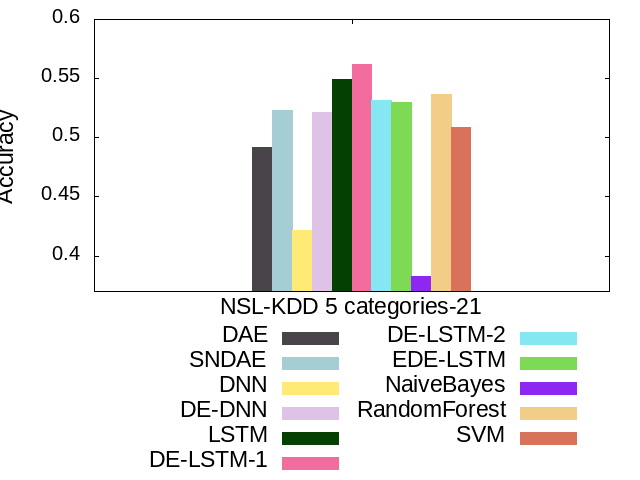 0.6
0.55
0.5
0.45
0.4
Accuracy
NSL-KDD 5 categories-21
DAE
SNDAE
DNN
DE-DNN
LSTM
DE-LSTM-1
DE-LSTM-2
EDE-LSTM
NaiveBayes
RandomForest
SVM